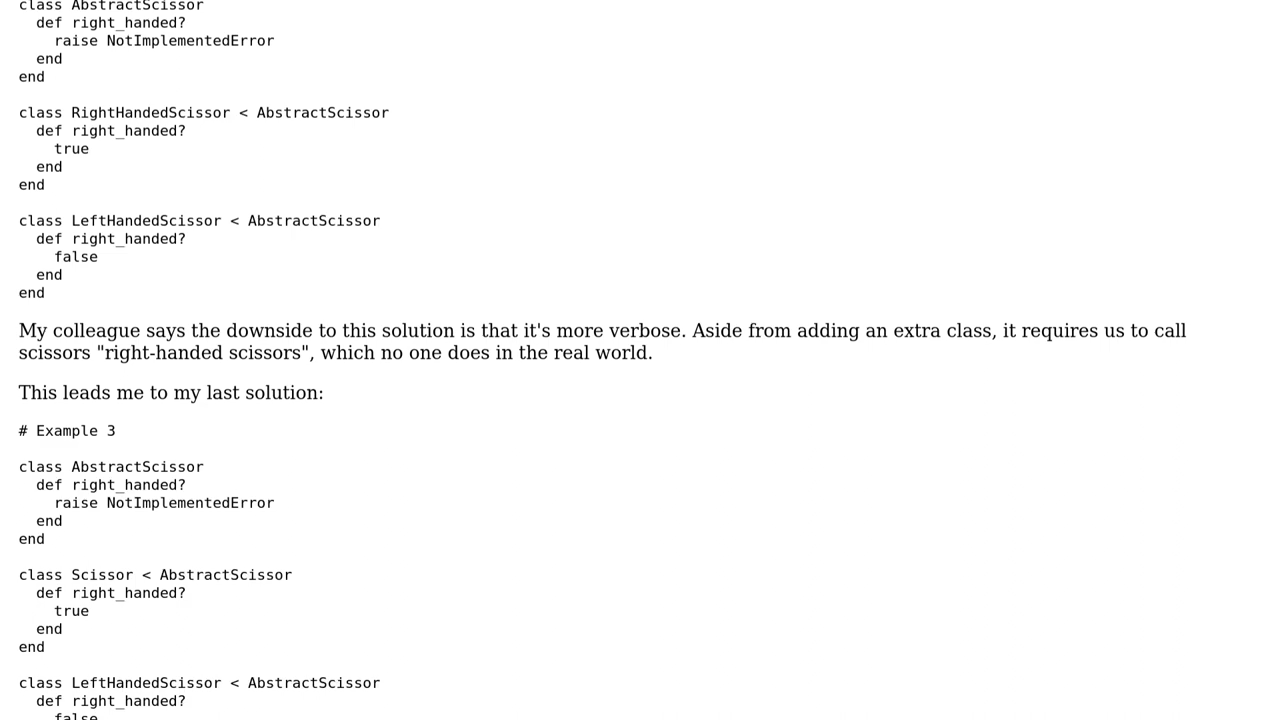 class AbstractScissor
  def right_handed?
    raise NotImplementedError
  end
end

class RightHandedScissor < AbstractScissor
  def right_handed?
    true
  end
end

class LeftHandedScissor < AbstractScissor
  def right_handed?
    false
  end
end

My colleague says the downside to this solution is that it's more verbose. Aside from adding an extra class, it requires us to call
scissors "right-handed scissors", which no one does in the real world.

This leads me to my last solution:

# Example 3

class AbstractScissor
  def right_handed?
    raise NotImplementedError
  end
end

class Scissor < AbstractScissor
  def right_handed?
    true
  end
end

class LeftHandedScissor < AbstractScissor
  def right_handed?
    false